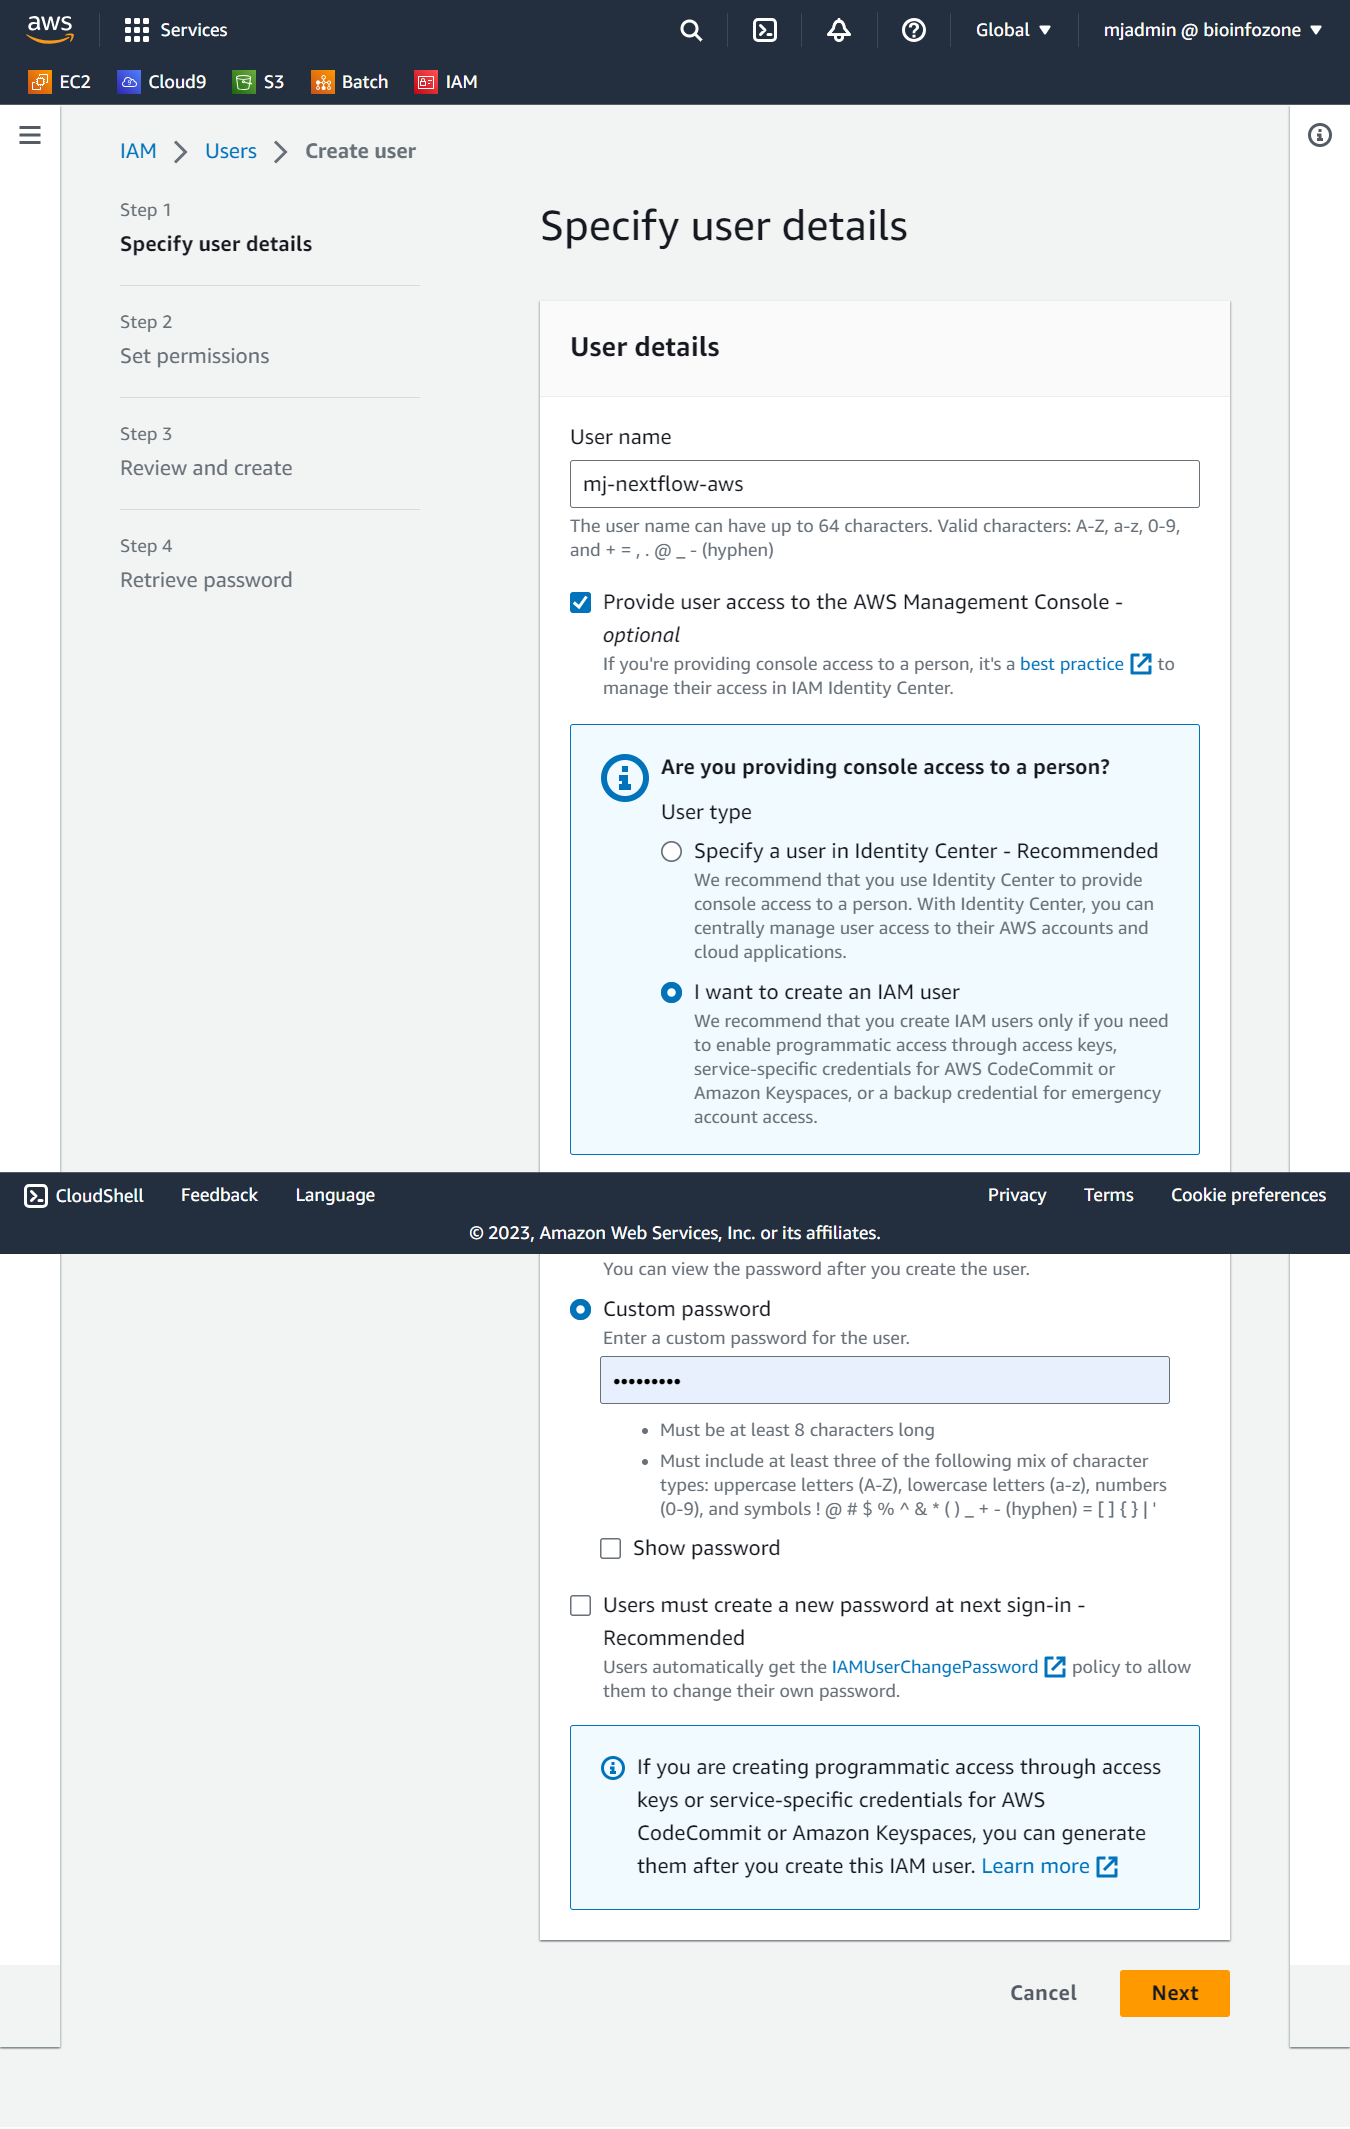 aws
Services
Global
mjadmin @ bioinfozone
EC2
Cloud9
S3
Batch
IAM
IAM
Users
Create user
Step 1
Specify user details
Step 2
Set permissions
Step 3
Review and create
Step 4
Retrieve password
Specify user details
User details
User name
mj-nextflow-aws
The user name can have up to 64 characters. Valid characters: A-Z, a-z, 0-9,
and + = , . @ _ - (hyphen)
Provide user access to the AWS Management Console -
optional
If you're providing console access to a person, it's a best practice to
manage their access in IAM Identity Center.
Are you providing console access to a person?
User type
Specify a user in Identity Center - Recommended
We recommend that you use Identity Center to provide
console access to a person. With Identity Center, you can
centrally manage user access to their AWS accounts and
cloud applications.
I want to create an IAM user
We recommend that you create IAM users only if you need
to enable programmatic access through access keys,
service-specific credentials for AWS CodeCommit or
Amazon Keyspaces, or a backup credential for emergency
account access.
CloudShell
Feedback
Language
Privacy
Terms
Cookie preferences
© 2023, Amazon Web Services, Inc. or its affiliates.
You can view the password after you create the user.
Custom password
Enter a custom password for the user.
•••••••••
• Must be at least 8 characters long
• Must include at least three of the following mix of character
types: uppercase letters (A-Z), lowercase letters (a-z), numbers
(0-9), and symbols ! @ # $ % ^ & * ( ) _ + - (hyphen) = [ ] { } | '
Show password
Users must create a new password at next sign-in -
Recommended
Users automatically get the IAMUserChangePassword policy to allow
them to change their own password.
If you are creating programmatic access through access
keys or service-specific credentials for AWS
CodeCommit or Amazon Keyspaces, you can generate
them after you create this IAM user. Learn more
Cancel
Next